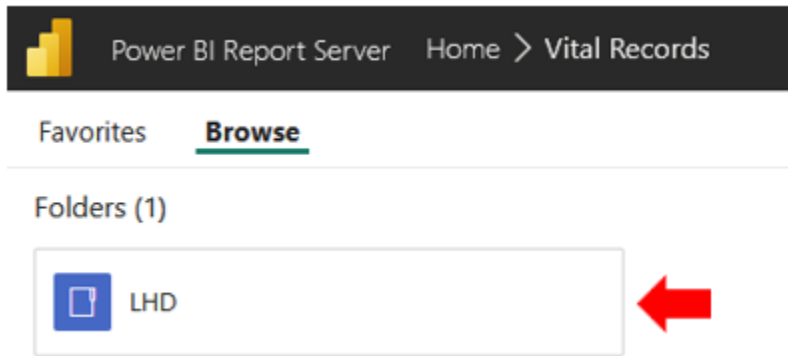 Power BI Report Server Home > Vital Records
Favorites Browse
Folders (1)
LHD